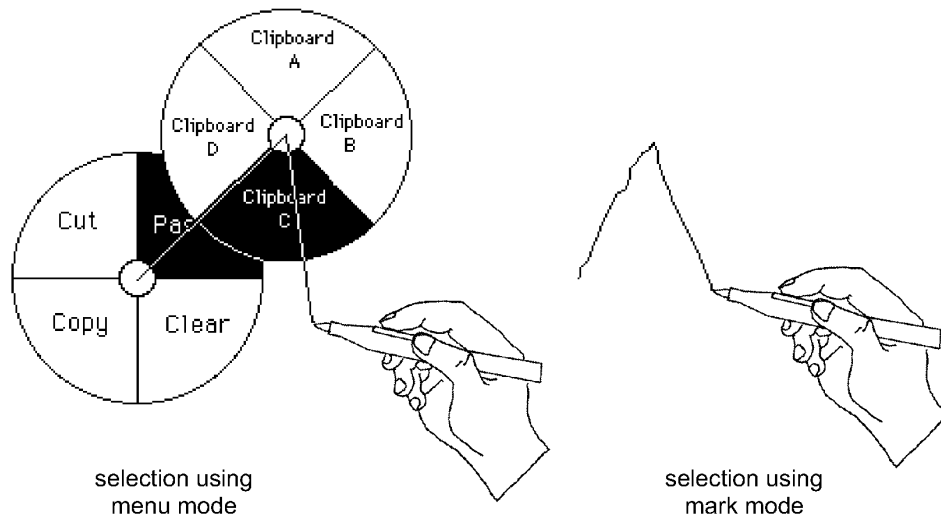 Clipboard
A
Clipboard
D
Clipboard
B
Clipboard
C
Cut
Pas
Copy
Clear
selection using
menu mode
selection using
mark mode